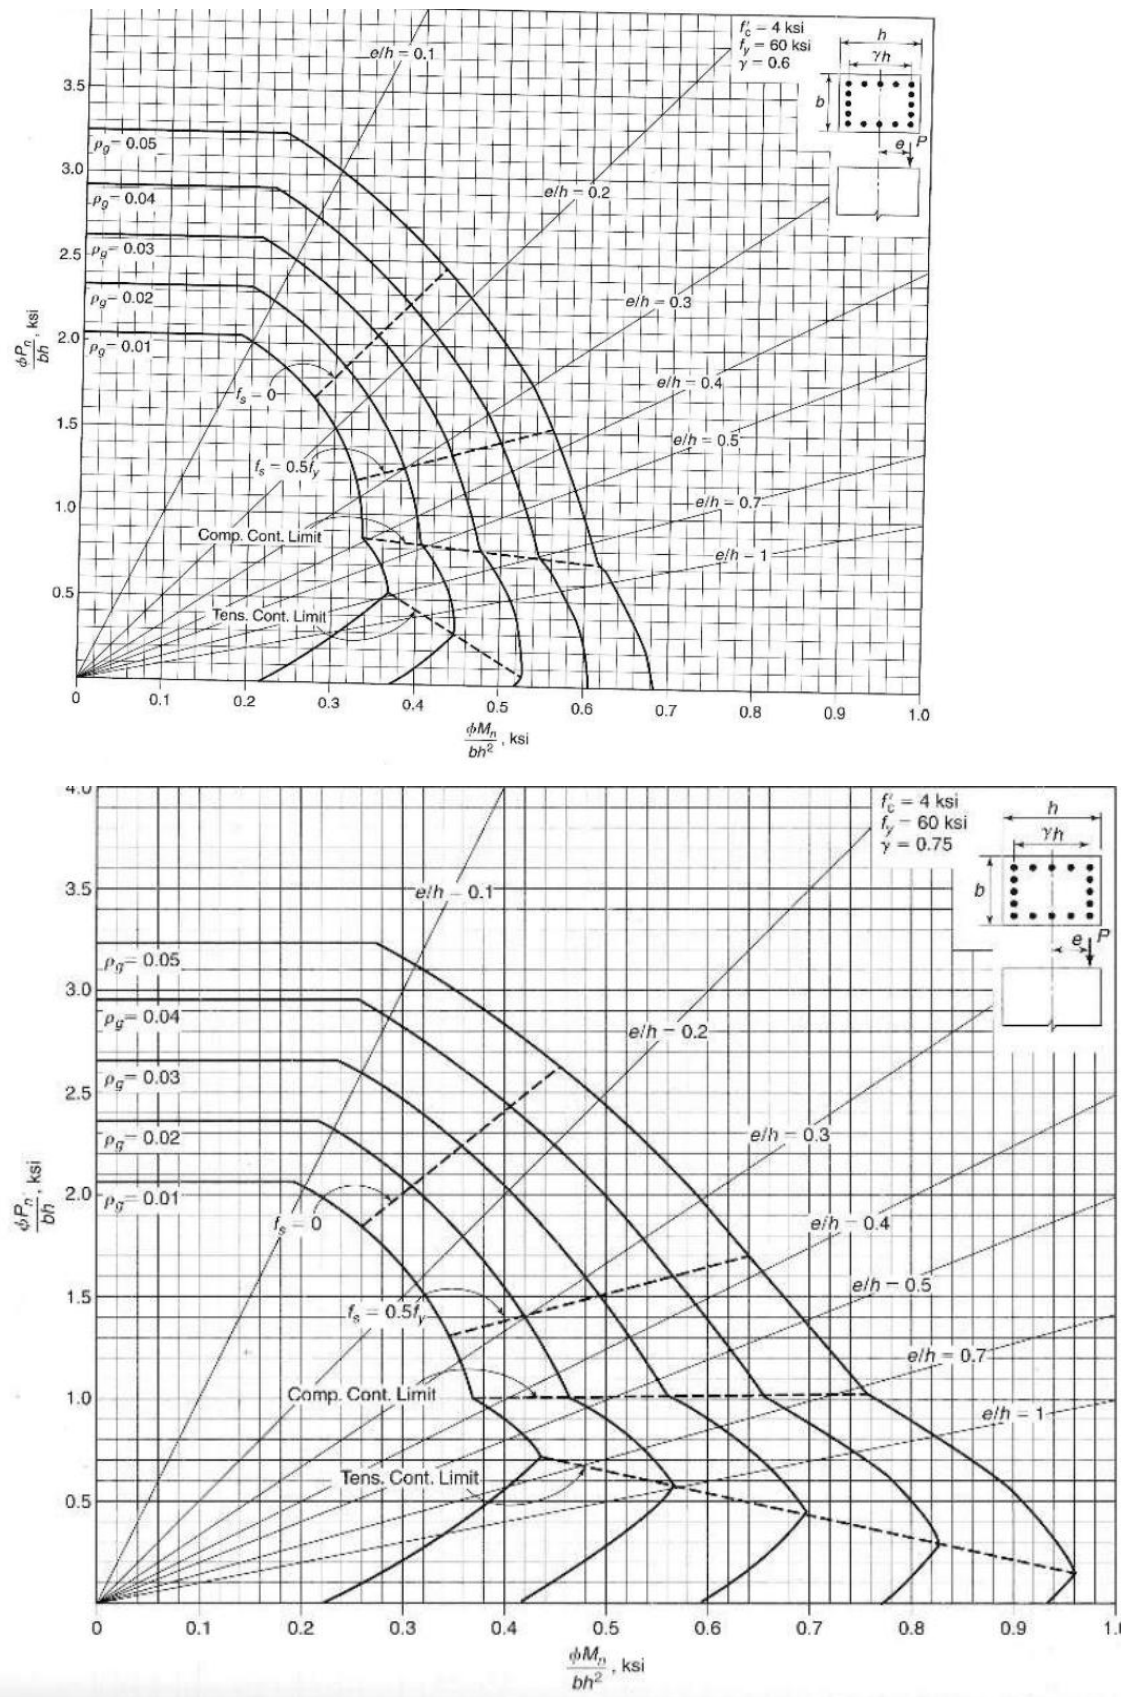 f′c = 4 ksi
fy = 60 ksi
γ = 0.6
h
γh
b
e
P
e/h = 0.1
e/h = 0.2
e/h = 0.3
e/h = 0.4
e/h = 0.5
e/h = 0.7
e/h = 1
3.5
3.0
2.5
2.0
1.5
1.0
0.5
ϕPn/bh , ksi
ρg = 0.05
ρg = 0.04
ρg = 0.03
ρg = 0.02
ρg = 0.01
fs = 0
fs = 0.5fy
Comp. Cont. Limit
Tens. Cont. Limit
0 0.1 0.2 0.3 0.4 0.5 0.6 0.7 0.8 0.9 1.0
ϕMn/bh² , ksi
f′c = 4 ksi
fy = 60 ksi
γ = 0.75
h
γh
b
e
P
e/h = 0.1
e/h = 0.2
e/h = 0.3
e/h = 0.4
e/h = 0.5
e/h = 0.7
e/h = 1
4.0
3.5
3.0
2.5
2.0
1.5
1.0
0.5
ϕPn/bh , ksi
ρg = 0.05
ρg = 0.04
ρg = 0.03
ρg = 0.02
ρg = 0.01
fs = 0
fs = 0.5fy
Comp. Cont. Limit
Tens. Cont. Limit
0 0.1 0.2 0.3 0.4 0.5 0.6 0.7 0.8 0.9 1.0
ϕMn/bh² , ksi